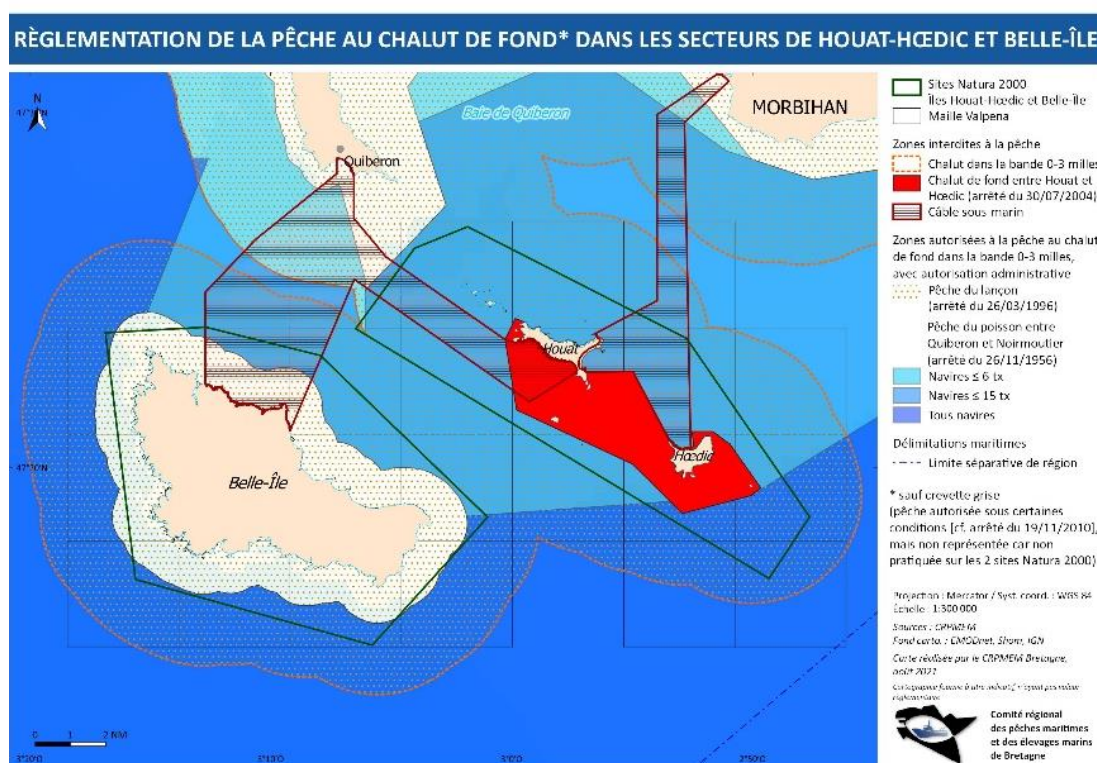 RÈGLEMENTATION DE LA PÊCHE AU CHALUT DE FOND* DANS LES SECTEURS DE HOUAT-HŒDIC ET BELLE-ÎLE
N
Baie de Quiberon
MORBIHAN
Quiberon
Houat
Hœdic
Belle-Île
0 1 2 NM
3°0'0
Sites Natura 2000
Îles Houat-Hœdic et Belle-Île
Maille Valpena
Zones interdites à la pêche
Chalut dans la bande 0-3 milles
Chalut de fond entre Houat et
Hœdic (arrêté du 30/07/2004)
Câble sous marin
Zones autorisées à la pêche au chalut
de fond dans la bande 0-3 milles,
avec autorisation administrative
Pêche du lançon
(arrêté du 26/03/1996)
Pêche du poisson entre
Quiberon et Noirmoutier
(arrêté du 26/11/1956)
Navires ≤ 6 tx
Navires ≤ 15 tx
Tous navires
Délimitations maritimes
Limite séparative de région
* sauf crevette grise
(pêche autorisée sous certaines
conditions [cf. arrêté du 19/11/2010],
mais non représentée car non
pratiquée sur les 2 sites Natura 2000)
Projection : Mercator / Syst. coord. : WGS 84
Échelle : 1:300 000
Sources : CRPMEM
Fond carto. : EMODnet, Shom, IGN
Carte réalisée par le CRPMEM Bretagne,
août 2021
Comité régional
des pêches maritimes
et des élevages marins
de Bretagne